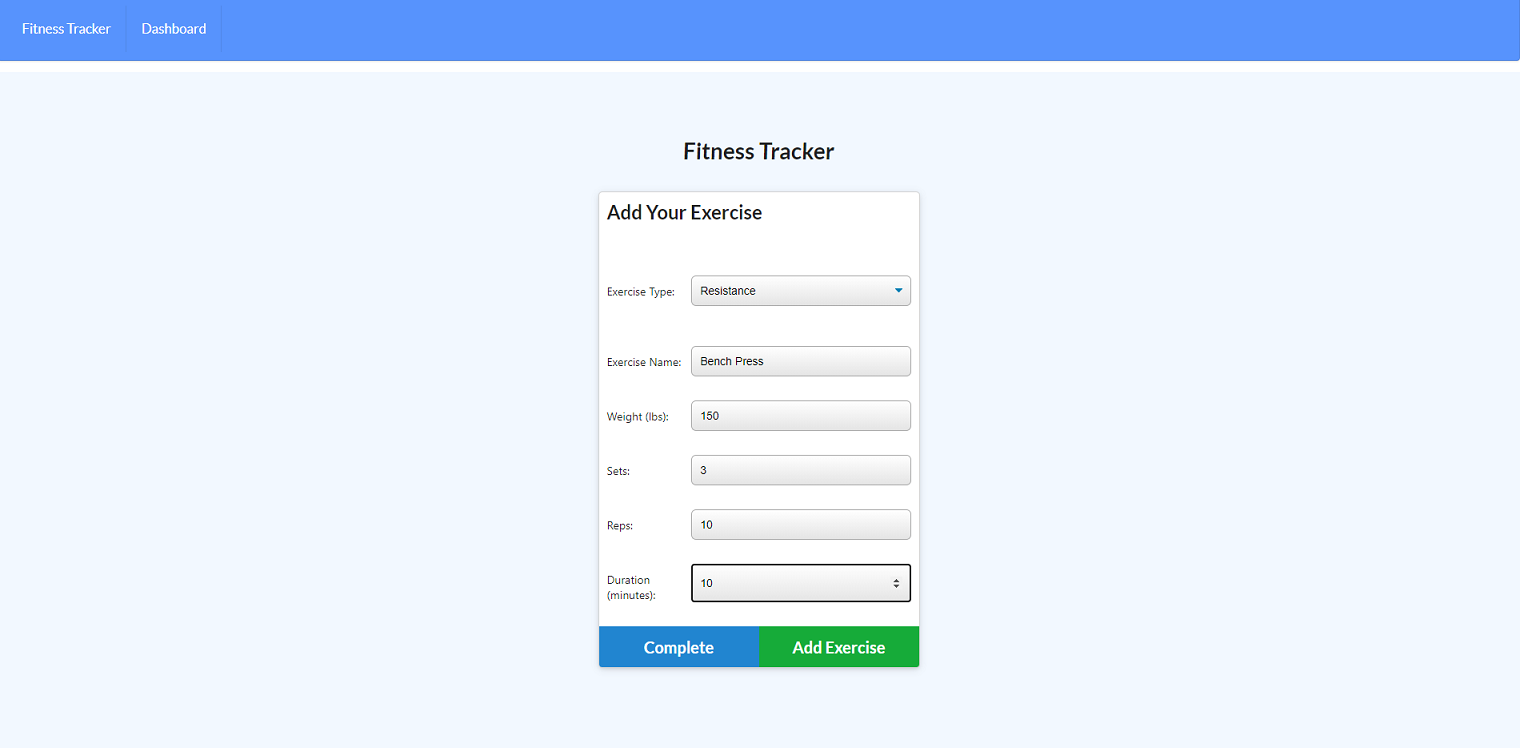 Fitness Tracker Dashboard
Fitness Tracker
Add Your Exercise
Exercise Type: Resistance
Exercise Name: Bench Press
Weight (lbs): 150
Sets: 3
Reps: 10
Duration
(minutes): 10
Complete Add Exercise